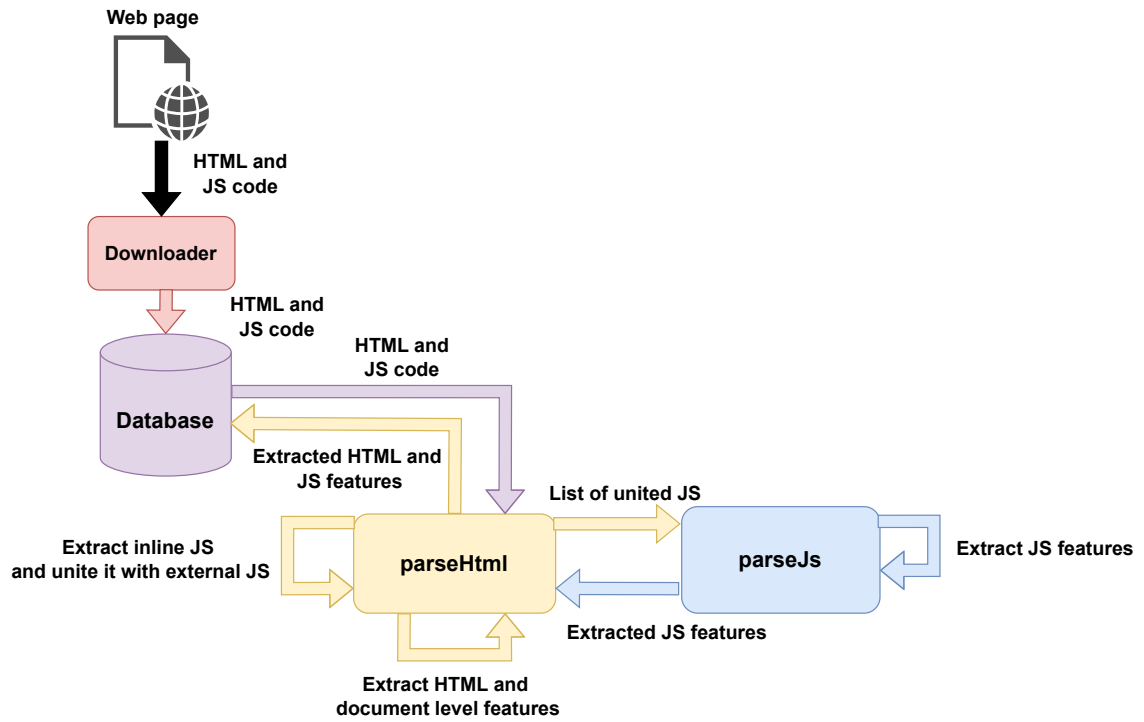 Web page
HTML and
JS code
Downloader
HTML and
JS code
HTML and
JS code
Database
Extracted HTML and
JS features
List of united JS
Extract inline JS
and unite it with external JS
parseHtml
parseJs
Extract JS features
Extracted JS features
Extract HTML and
document level features